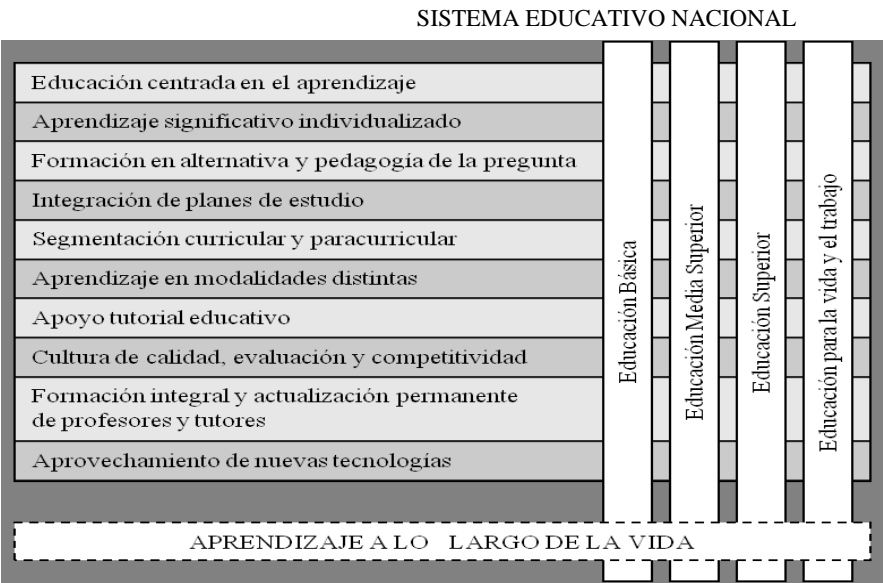 SISTEMA EDUCATIVO NACIONAL
Educación centrada en el aprendizaje
Aprendizaje significativo individualizado
Formación en alternativa y pedagogía de la pregunta
Integración de planes de estudio
Segmentación curricular y paracurricular
Aprendizaje en modalidades distintas
Apoyo tutorial educativo
Cultura de calidad, evaluación y competitividad
Formación integral y actualización permanente
de profesores y tutores
Aprovechamiento de nuevas tecnologías
Educación Básica
Educación Media Superior
Educación Superior
Educación para la vida y el trabajo
APRENDIZAJE A LO LARGO DE LA VIDA